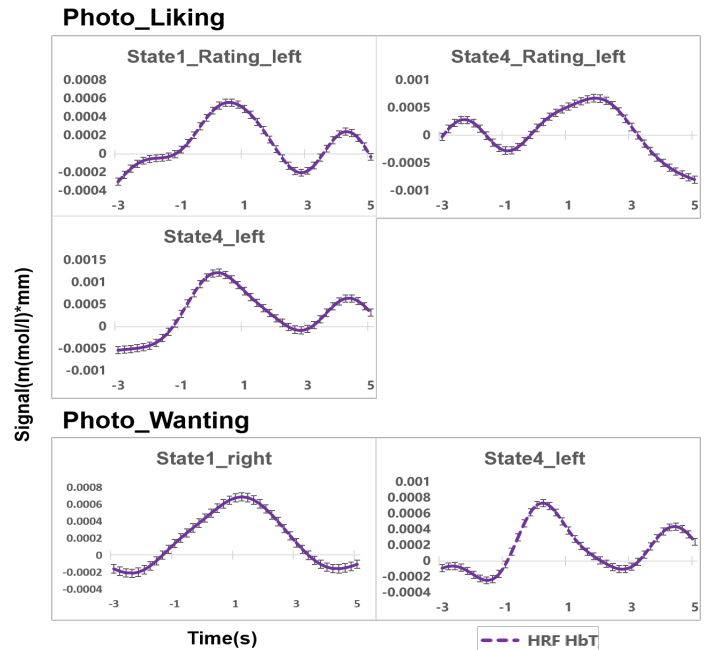 Photo_Liking
State1_Rating_left
0.0008
0.0006
0.0004
0.0002
0
-0.0002
-0.0004
-3 -1 1 3 5
State4_Rating_left
0.001
0.0005
0
-0.0005
-0.001
-3 -1 1 3 5
State4_left
0.0015
0.001
0.0005
0
-0.0005
-0.001
-3 -1 1 3 5
Signal(m(mol/l)*mm)
Photo_Wanting
State1_right
0.0008
0.0006
0.0004
0.0002
0
-0.0002
-0.0004
-3 -1 1 3 5
State4_left
0.001
0.0008
0.0006
0.0004
0.0002
0
-0.0002
-0.0004
-3 -1 1 3 5
Time(s)
HRF HbT